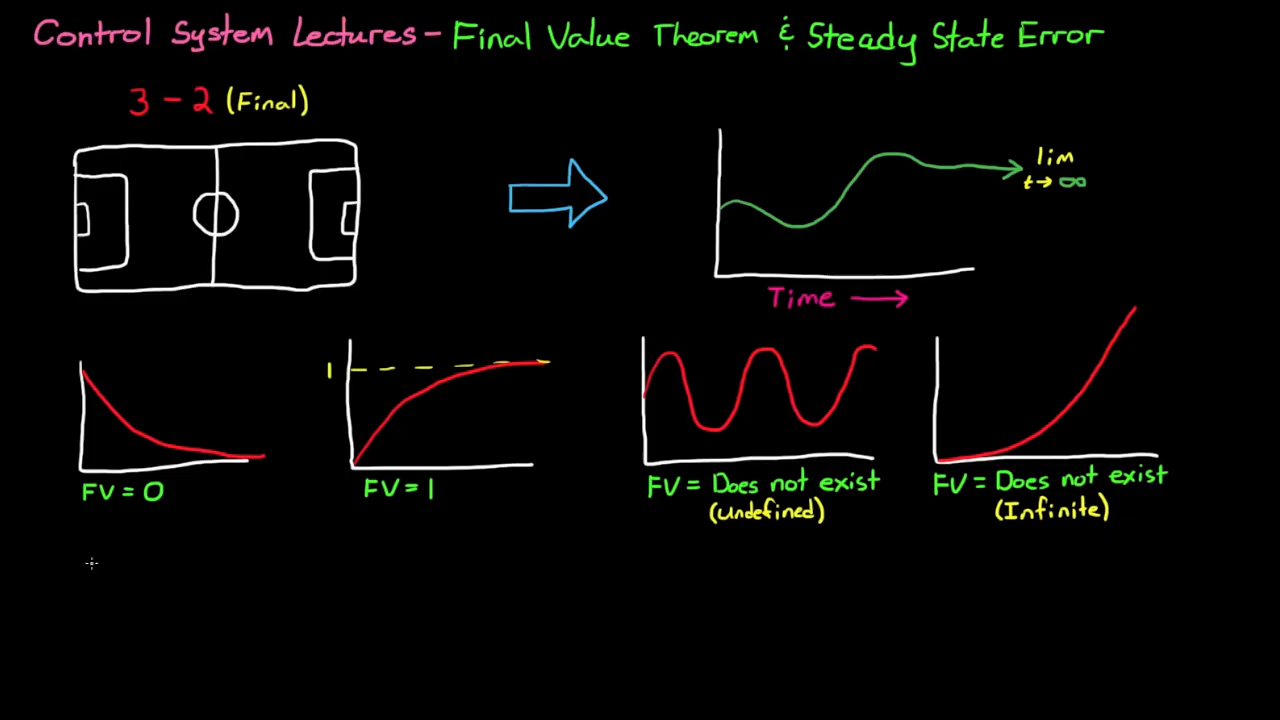 Control System Lectures - Final Value Theorem & Steady State Error
3 - 2 (Final)
lim
t → ∞
Time →
1
FV = 0
FV = 1
FV = Does not exist
(Undefined)
FV = Does not exist
(Infinite)